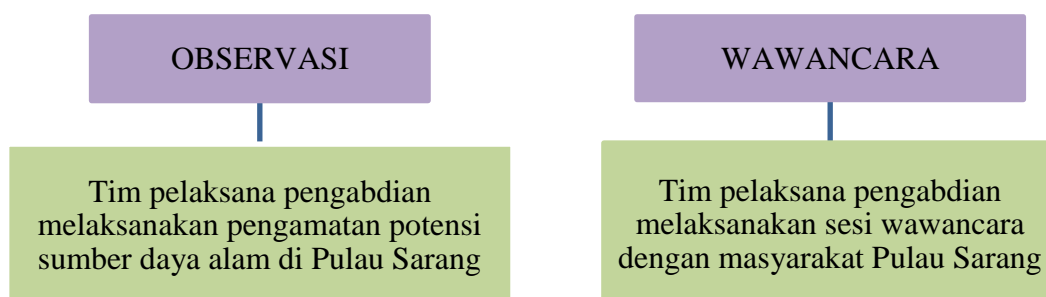 OBSERVASI
Tim pelaksana pengabdian
melaksanakan pengamatan potensi
sumber daya alam di Pulau Sarang
WAWANCARA
Tim pelaksana pengabdian
melaksanakan sesi wawancara
dengan masyarakat Pulau Sarang